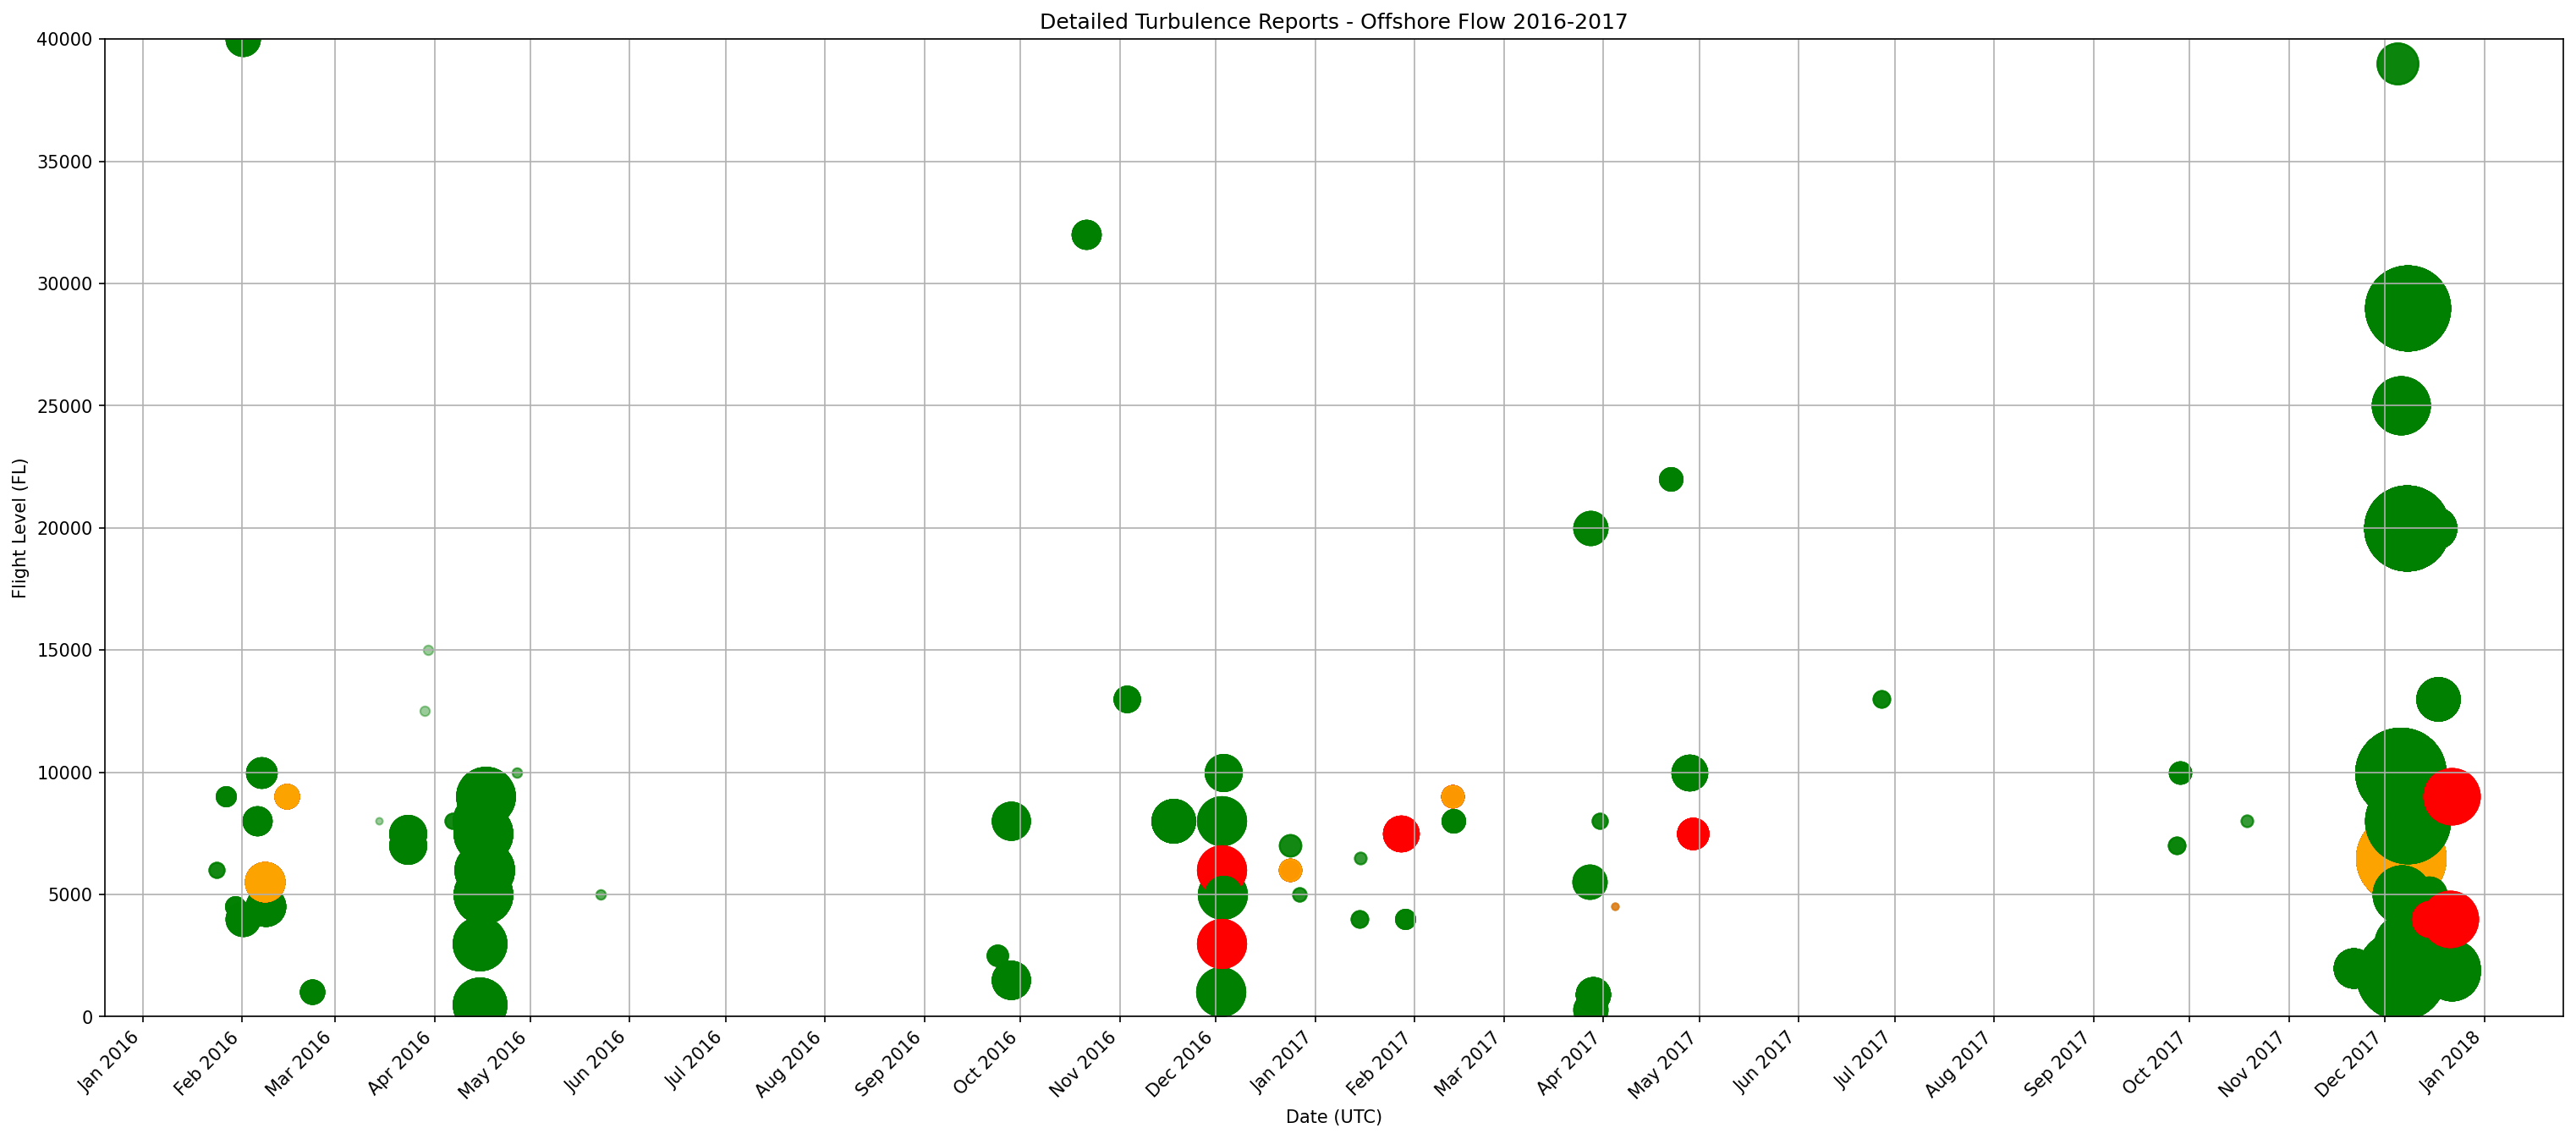 Detailed Turbulence Reports - Offshore Flow 2016-2017
40000
35000
30000
25000
20000
15000
10000
5000
0
Flight Level (FL)
Jan 2016
Feb 2016
Mar 2016
Apr 2016
May 2016
Jun 2016
Jul 2016
Aug 2016
Sep 2016
Oct 2016
Nov 2016
Dec 2016
Jan 2017
Feb 2017
Mar 2017
Apr 2017
May 2017
Jun 2017
Jul 2017
Aug 2017
Sep 2017
Oct 2017
Nov 2017
Dec 2017
Jan 2018
Date (UTC)